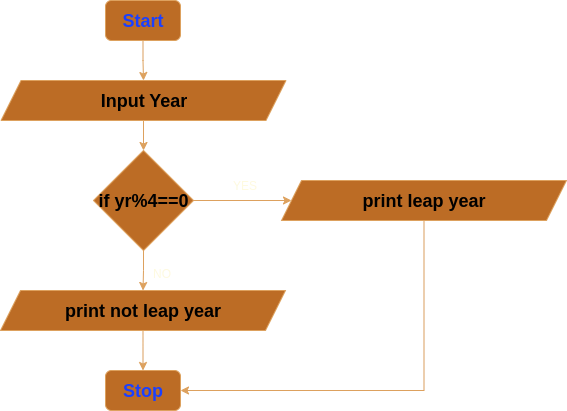 Start
Input Year
if yr%4==0
YES
print leap year
NO
print not leap year
Stop